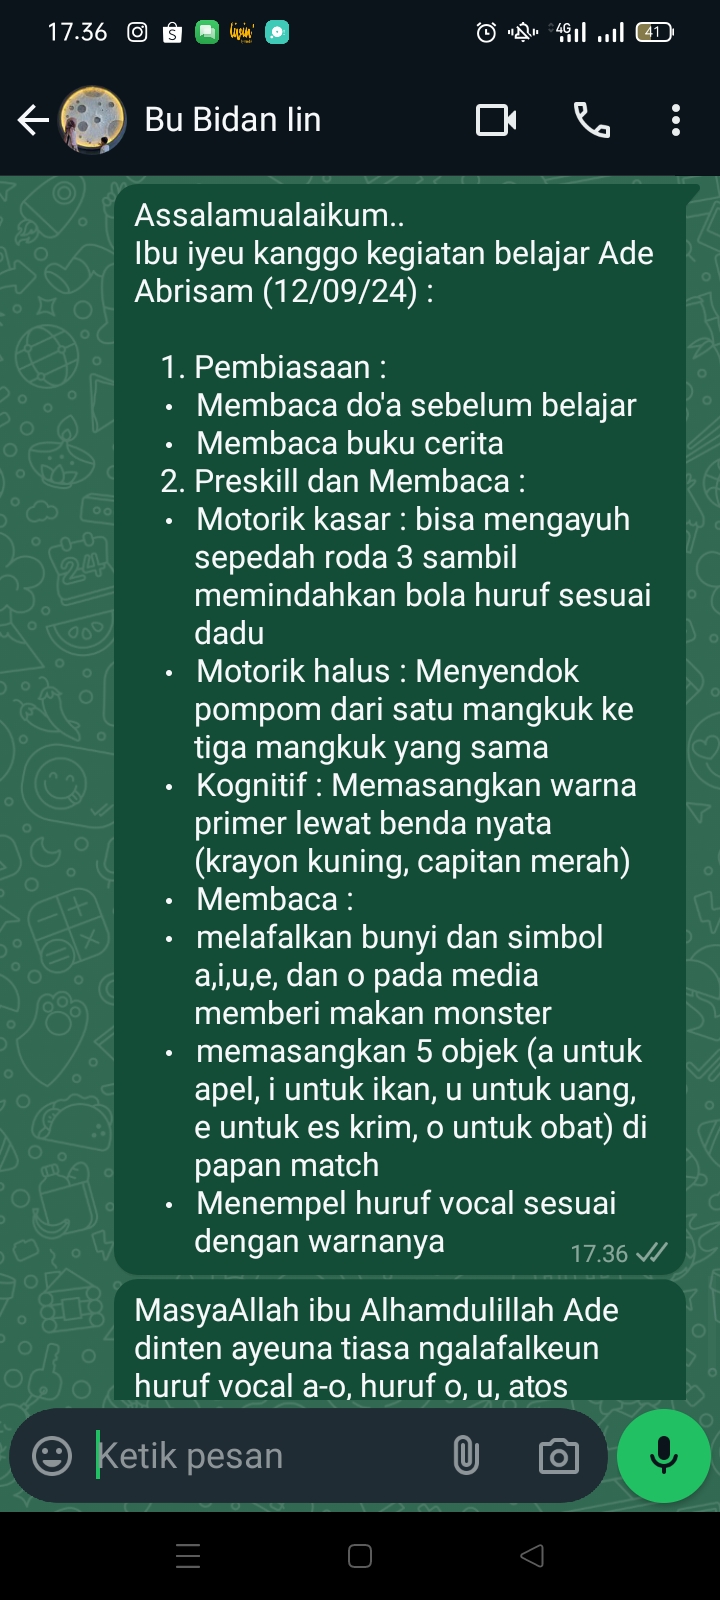 17.36
4G
41
Bu Bidan Iin
Assalamualaikum..
Ibu iyeu kanggo kegiatan belajar Ade
Abrisam (12/09/24) :
1. Pembiasaan :
• Membaca do'a sebelum belajar
• Membaca buku cerita
2. Preskill dan Membaca :
• Motorik kasar : bisa mengayuh
sepedah roda 3 sambil
memindahkan bola huruf sesuai
dadu
• Motorik halus : Menyendok
pompom dari satu mangkuk ke
tiga mangkuk yang sama
• Kognitif : Memasangkan warna
primer lewat benda nyata
(krayon kuning, capitan merah)
• Membaca :
• melafalkan bunyi dan simbol
a,i,u,e, dan o pada media
memberi makan monster
• memasangkan 5 objek (a untuk
apel, i untuk ikan, u untuk uang,
e untuk es krim, o untuk obat) di
papan match
• Menempel huruf vocal sesuai
dengan warnanya
17.36
MasyaAllah ibu Alhamdulillah Ade
dinten ayeuna tiasa ngalafalkeun
huruf vocal a-o, huruf o, u, atos
Ketik pesan